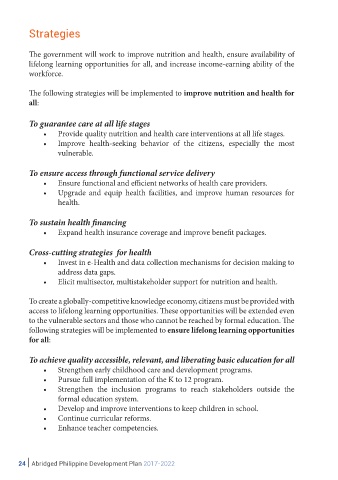 Strategies
The government will work to improve nutrition and health, ensure availability of
lifelong learning opportunities for all, and increase income-earning ability of the
workforce.
The following strategies will be implemented to improve nutrition and health for
all:
To guarantee care at all life stages
• Provide quality nutrition and health care interventions at all life stages.
• Improve health-seeking behavior of the citizens, especially the most
vulnerable.
To ensure access through functional service delivery
• Ensure functional and efficient networks of health care providers.
• Upgrade and equip health facilities, and improve human resources for
health.
To sustain health financing
• Expand health insurance coverage and improve benefit packages.
Cross-cutting strategies for health
• Invest in e-Health and data collection mechanisms for decision making to
address data gaps.
• Elicit multisector, multistakeholder support for nutrition and health.
To create a globally-competitive knowledge economy, citizens must be provided with
access to lifelong learning opportunities. These opportunities will be extended even
to the vulnerable sectors and those who cannot be reached by formal education. The
following strategies will be implemented to ensure lifelong learning opportunities
for all:
To achieve quality accessible, relevant, and liberating basic education for all
• Strengthen early childhood care and development programs.
• Pursue full implementation of the K to 12 program.
• Strengthen the inclusion programs to reach stakeholders outside the
formal education system.
• Develop and improve interventions to keep children in school.
• Continue curricular reforms.
• Enhance teacher competencies.
24 | Abridged Philippine Development Plan 2017-2022